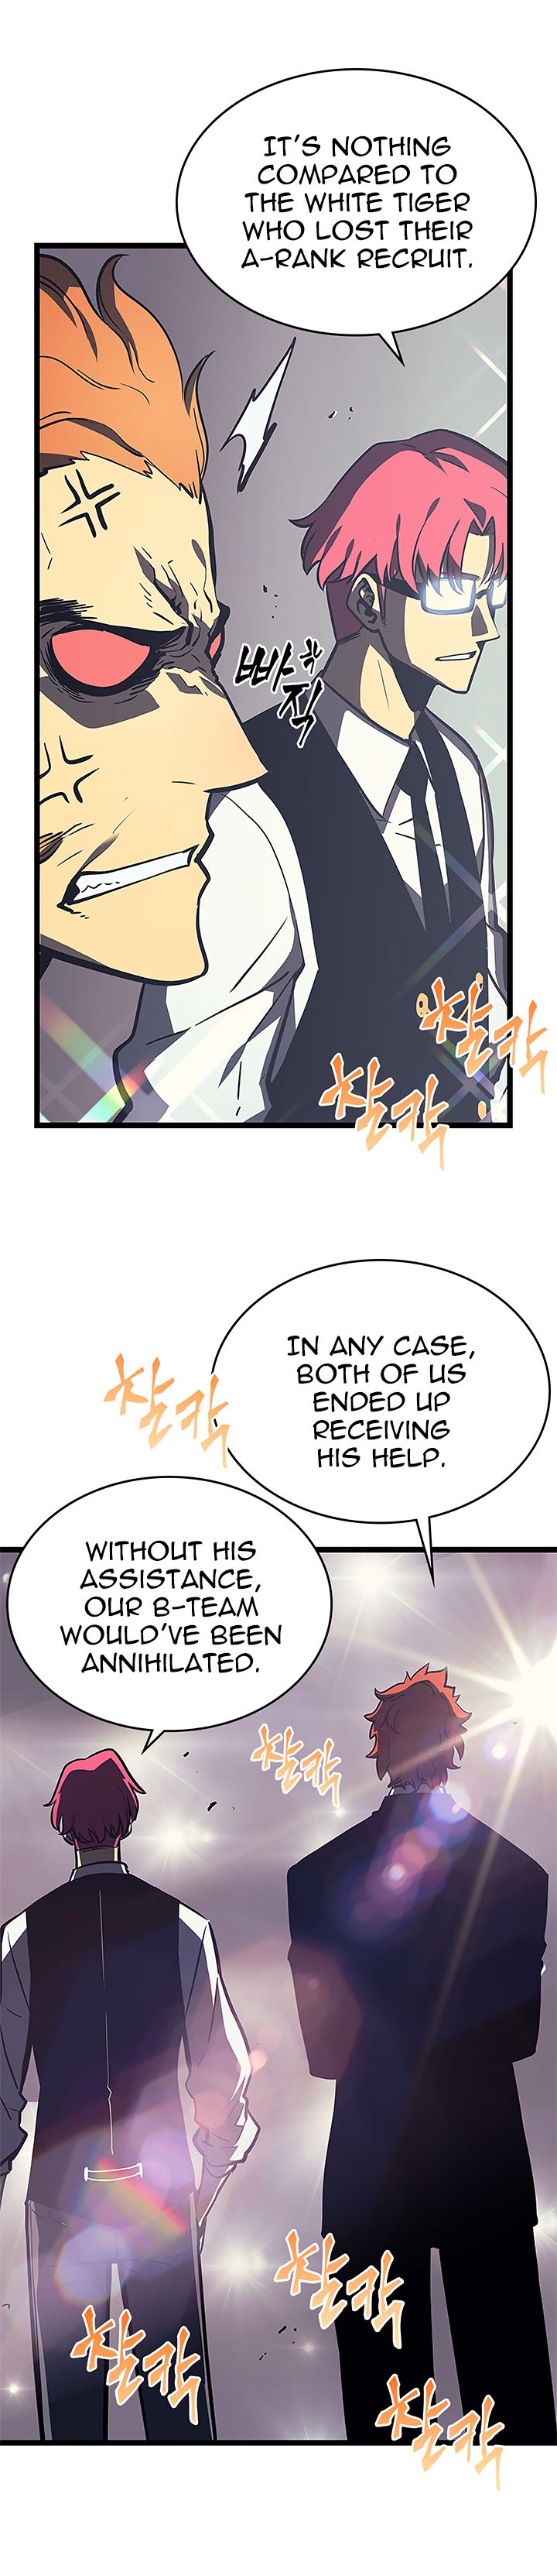 IT'S NOTHING
COMPARED TO
THE WHITE TIGER
WHO LOST THEIR
A-RANK RECRUIT.
빠
직
찰칵
찰칵
IN ANY CASE,
BOTH OF US
ENDED UP
RECEIVING
HIS HELP.
찰칵
WITHOUT HIS
ASSISTANCE,
OUR B-TEAM
WOULD'VE BEEN
ANNIHILATED.
찰칵
찰칵
찰칵
찰칵